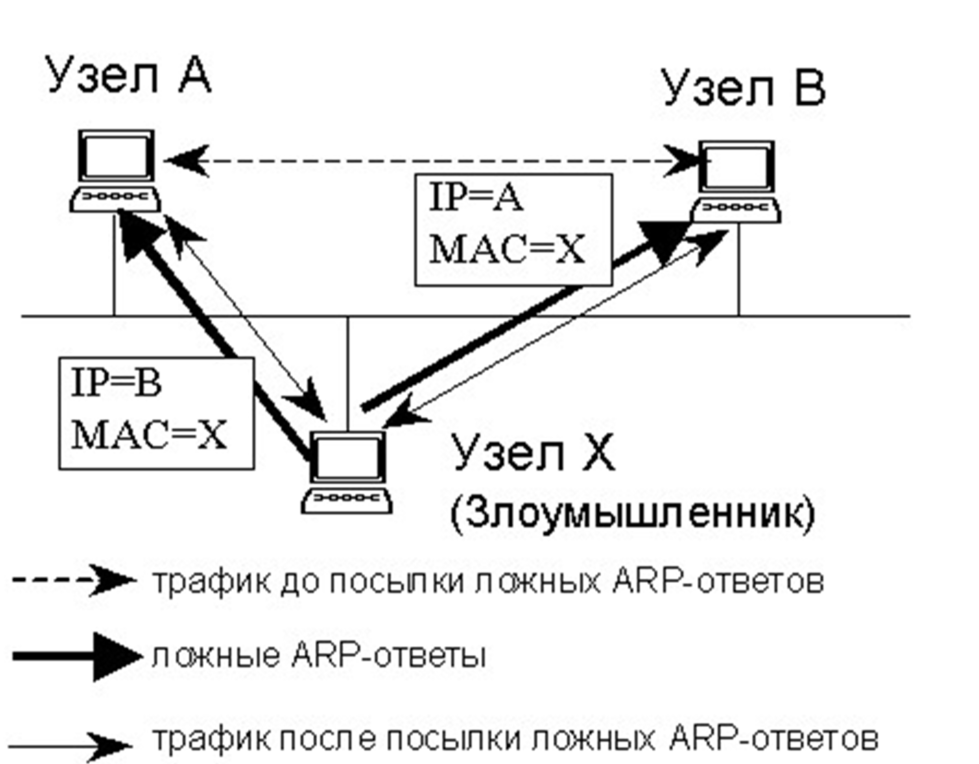 Узел A
Узел B
IP=A
MAC=X
IP=B
MAC=X
Узел X
(Злоумышленник)
трафик до посылки ложных ARP-ответов
ложные ARP-ответы
трафик после посылки ложных ARP-ответов